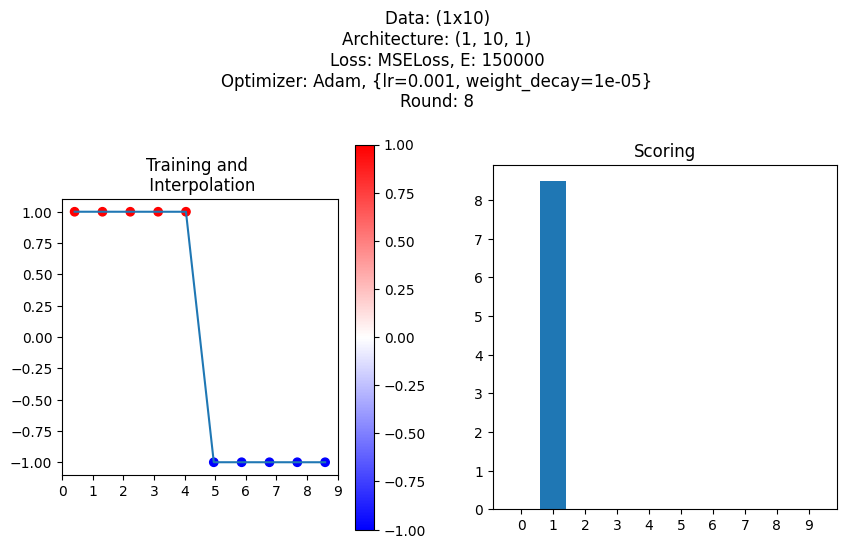 Data: (1x10)
Architecture: (1, 10, 1)
Loss: MSELoss, E: 150000
Optimizer: Adam, {lr=0.001, weight_decay=1e-05}
Round: 8
Training and
Interpolation
1.00
0.75
0.50
0.25
0.00
−0.25
−0.50
−0.75
−1.00
0 1 2 3 4 5 6 7 8 9
1.00
0.75
0.50
0.25
0.00
−0.25
−0.50
−0.75
−1.00
Scoring
8
7
6
5
4
3
2
1
0
0 1 2 3 4 5 6 7 8 9